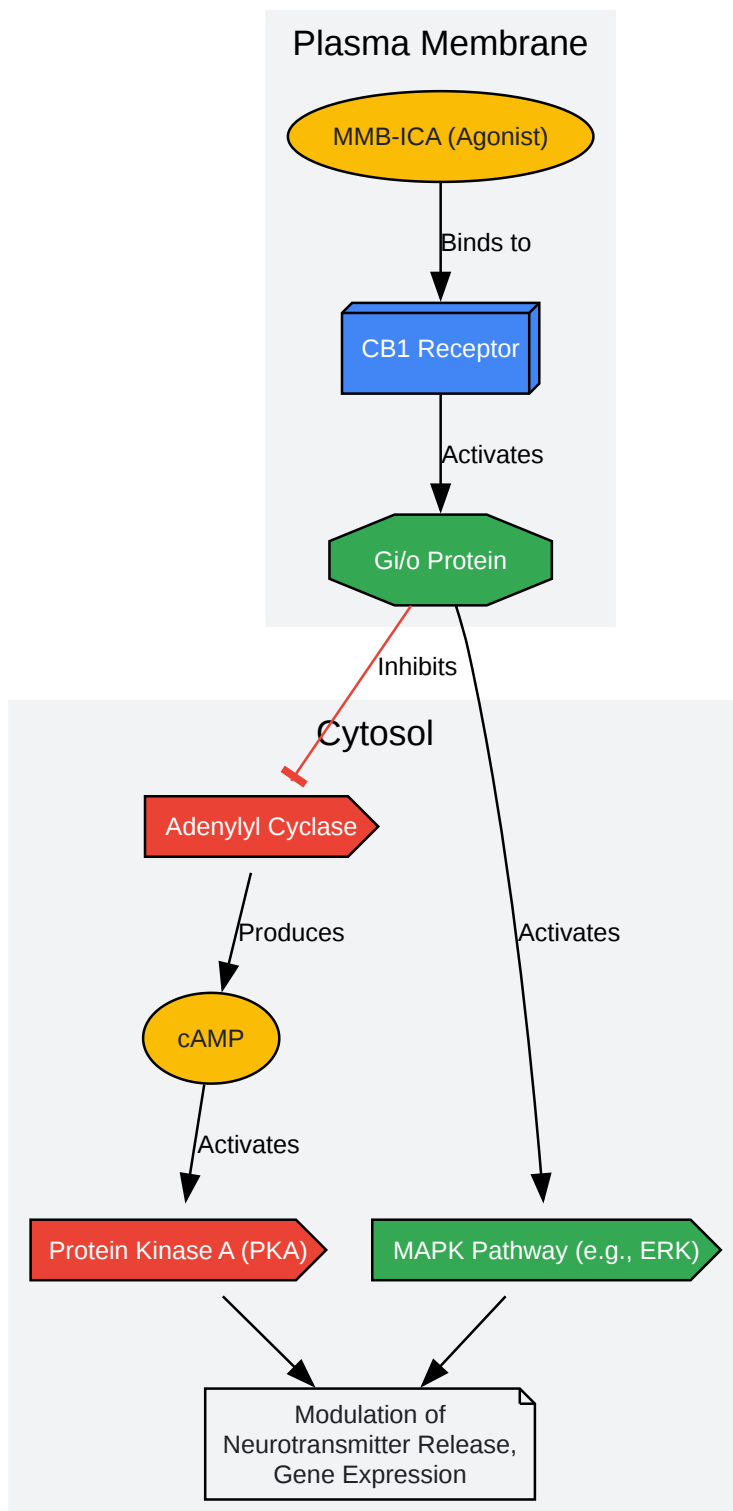 Plasma Membrane
MMB-ICA (Agonist)
Binds to
CB1 Receptor
Activates
Gi/o Protein
Inhibits
Cytosol
Adenylyl Cyclase
Produces
Activates
cAMP
Activates
Protein Kinase A (PKA)
MAPK Pathway (e.g., ERK)
Modulation of
Neurotransmitter Release,
Gene Expression